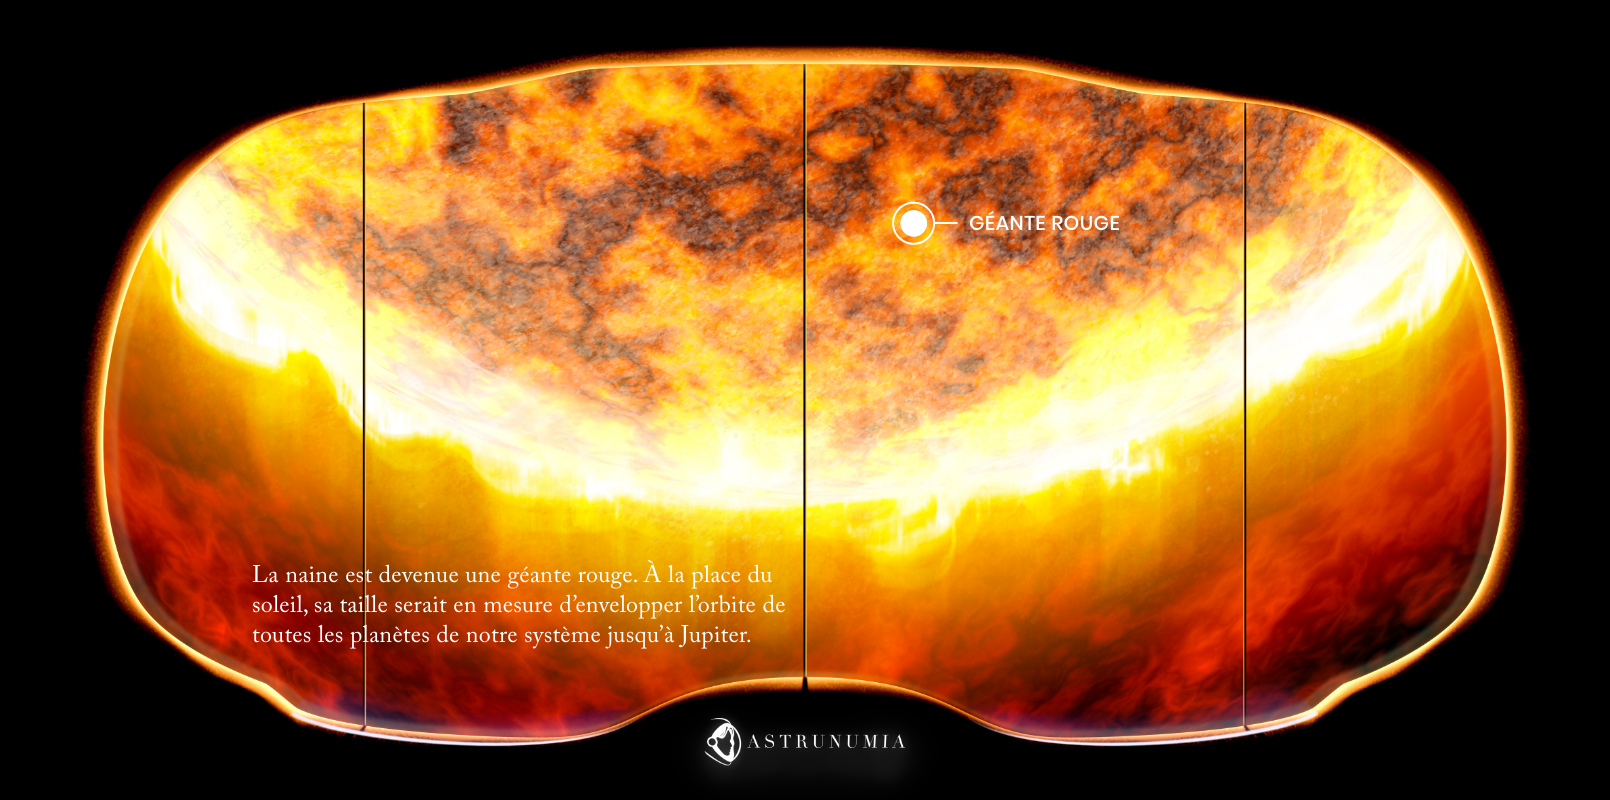 GÉANTE ROUGE
La naine est devenue une géante rouge. À la place du
soleil, sa taille serait en mesure d’envelopper l’orbite de
toutes les planètes de notre système jusqu’à Jupiter.
ASTRUNUMIA